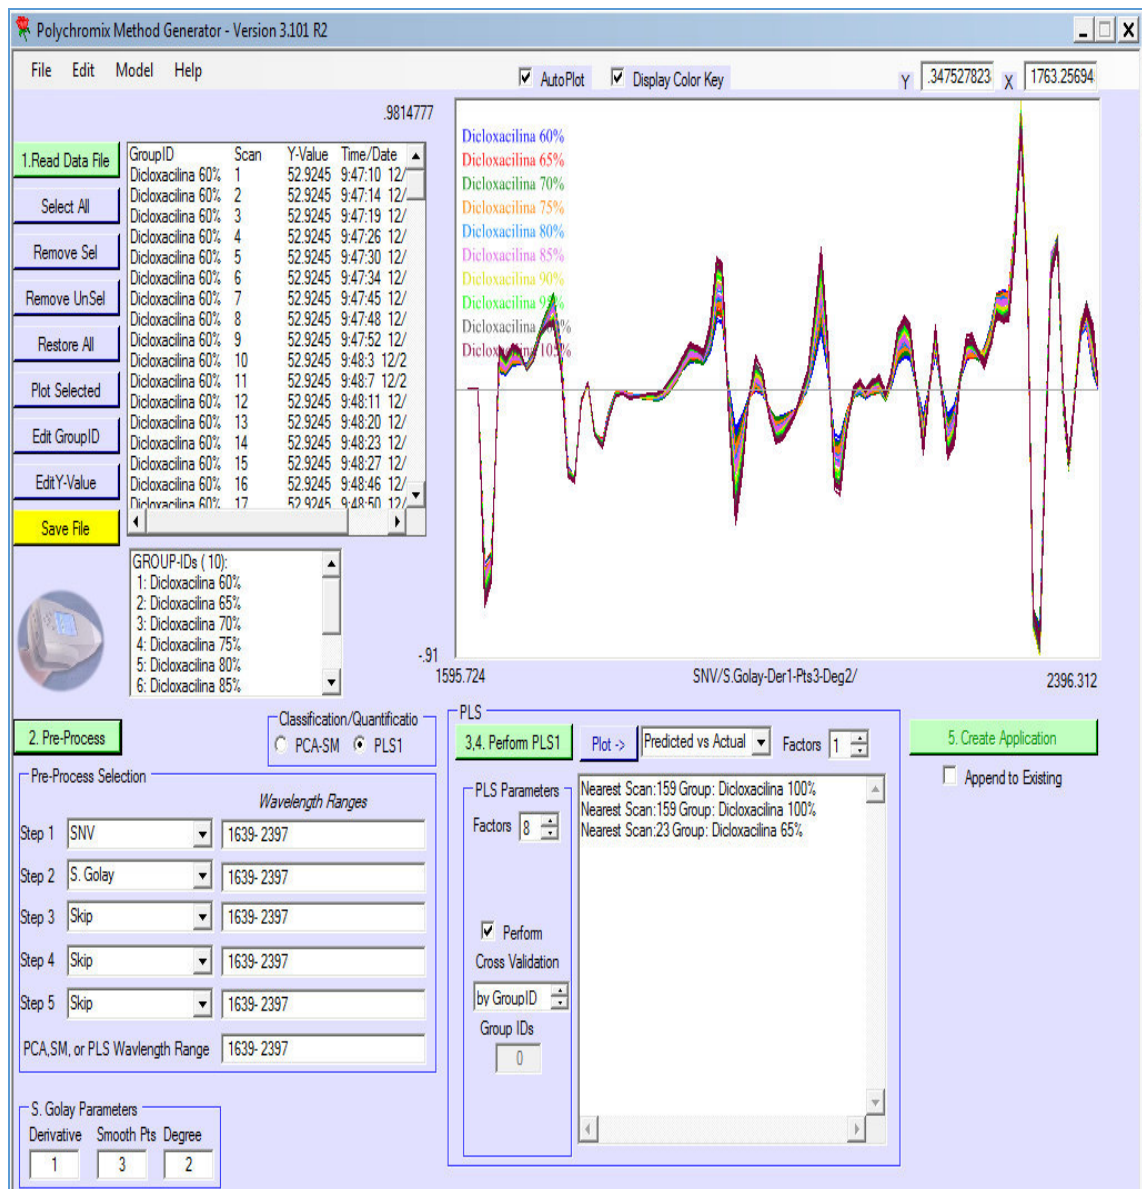 Polychromix Method Generator - Version 3.101 R2
File Edit Model Help
AutoPlot Display Color Key Y .347527823 X 1763.25694
.9814777
1.Read Data File
Select All
Remove Sel
Remove UnSel
Restore All
Plot Selected
Edit GroupID
EditY-Value
Save File
GroupID Scan Y-Value Time/Date
Dicloxacilina 60% 1 52.9245 9:47:10 12/
Dicloxacilina 60% 2 52.9245 9:47:14 12/
Dicloxacilina 60% 3 52.9245 9:47:19 12/
Dicloxacilina 60% 4 52.9245 9:47:26 12/
Dicloxacilina 60% 5 52.9245 9:47:30 12/
Dicloxacilina 60% 6 52.9245 9:47:34 12/
Dicloxacilina 60% 7 52.9245 9:47:45 12/
Dicloxacilina 60% 8 52.9245 9:47:48 12/
Dicloxacilina 60% 9 52.9245 9:47:52 12/
Dicloxacilina 60% 10 52.9245 9:48:3 12/2
Dicloxacilina 60% 11 52.9245 9:48:7 12/2
Dicloxacilina 60% 12 52.9245 9:48:11 12/
Dicloxacilina 60% 13 52.9245 9:48:20 12/
Dicloxacilina 60% 14 52.9245 9:48:23 12/
Dicloxacilina 60% 15 52.9245 9:48:27 12/
Dicloxacilina 60% 16 52.9245 9:48:46 12/
Dicloxacilina 60% 17 52.9245 9:48:50 12/
Dicloxacilina 60%
Dicloxacilina 65%
Dicloxacilina 70%
Dicloxacilina 75%
Dicloxacilina 80%
Dicloxacilina 85%
Dicloxacilina 90%
Dicloxacilina 95%
Dicloxacilina 100%
Dicloxacilina 105%
GROUP-IDs ( 10):
1: Dicloxacilina 60%
2: Dicloxacilina 65%
3: Dicloxacilina 70%
4: Dicloxacilina 75%
5: Dicloxacilina 80%
6: Dicloxacilina 85%
-.91
1595.724 SNV/S.Golay-Der1-Pts3-Deg2/ 2396.312
2. Pre-Process
Classification/Quantificatio
PCA-SM PLS1
Pre-Process Selection
Wavelength Ranges
Step 1 SNV 1639- 2397
Step 2 S. Golay 1639- 2397
Step 3 Skip 1639- 2397
Step 4 Skip 1639- 2397
Step 5 Skip 1639- 2397
PCA,SM, or PLS Wavlength Range 1639- 2397
S. Golay Parameters
Derivative Smooth Pts Degree
1 3 2
PLS
3,4. Perform PLS1 Plot -> Predicted vs Actual Factors 1
PLS Parameters
Factors 8
Perform
Cross Validation
by GroupID
Group IDs
0
Nearest Scan:159 Group: Dicloxacilina 100%
Nearest Scan:159 Group: Dicloxacilina 100%
Nearest Scan:23 Group: Dicloxacilina 65%
5. Create Application
Append to Existing